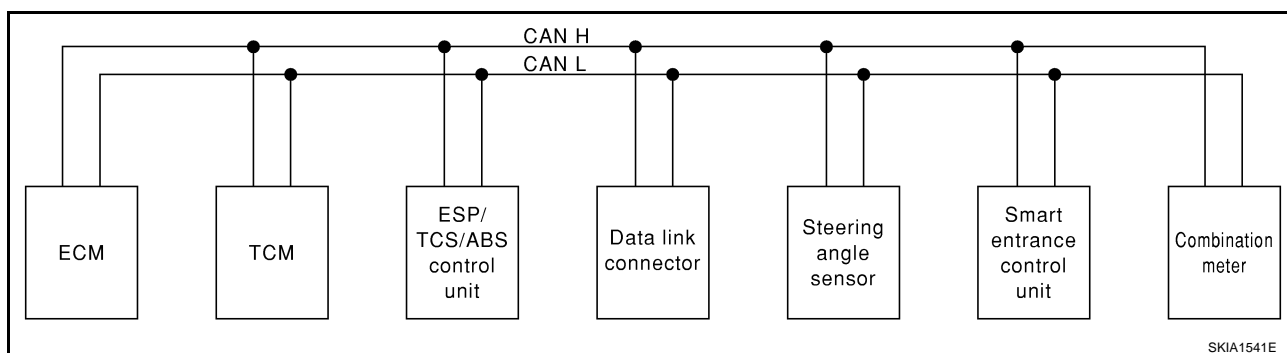 CAN H
CAN L
ECM
TCM
ESP/
TCS/ABS
control
unit
Data link
connector
Steering
angle
sensor
Smart
entrance
control
unit
Combination
meter
SKIA1541E